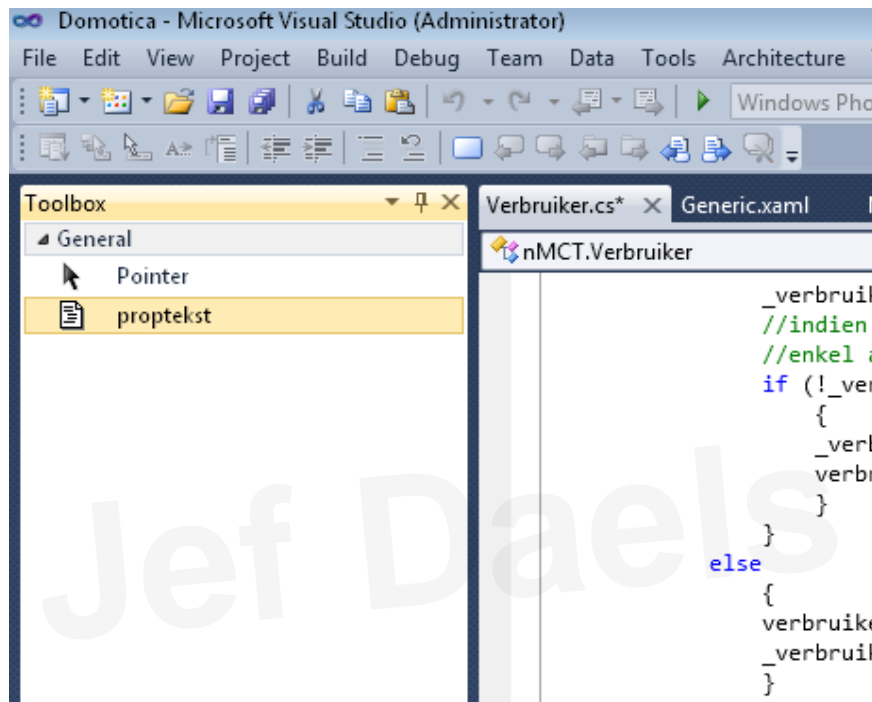 Domotica - Microsoft Visual Studio (Administrator)
File Edit View Project Build Debug Team Data Tools Architecture
Windows Pho
Toolbox
Verbruiker.cs* Generic.xaml
General
nMCT.Verbruiker
Pointer
proptekst
_verbruik
//indien
//enkel a
if (!_ver
{
_verb
verbr
}
}
else
{
verbruike
_verbruik
}
Jef Daels